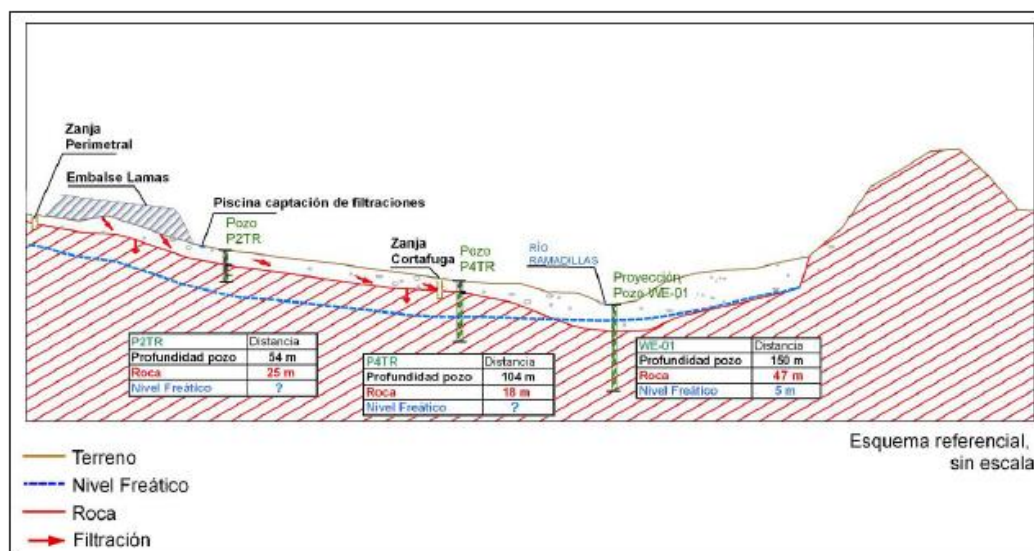 Zanja
Perimetral
Embalse Lamas
Piscina captación de filtraciones
Pozo
P2TR
Zanja
Cortafuga
Pozo
P4TR
RÍO
RAMADILLAS
Proyección
Pozo WE-01
P2TR Distancia
Profundidad pozo 54 m
Roca 25 m
Nivel Freático ?
P4TR Distancia
Profundidad pozo 104 m
Roca 18 m
Nivel Freático ?
WE-01 Distancia
Profundidad pozo 150 m
Roca 47 m
Nivel Freático 5 m
Esquema referencial,
sin escala
Terreno
Nivel Freático
Roca
Filtración